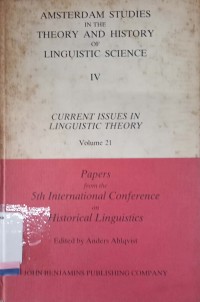 AMSTERDAM STUDIES
IN THE
THEORY AND HISTORY
OF
LINGUISTIC SCIENCE
IV
CURRENT ISSUES IN
LINGUISTIC THEORY
Volume 21
Papers
from the
5th International Conference
on
Historical Linguistics
Edited by Anders Ahlqvist
JOHN BENJAMINS PUBLISHING COMPANY